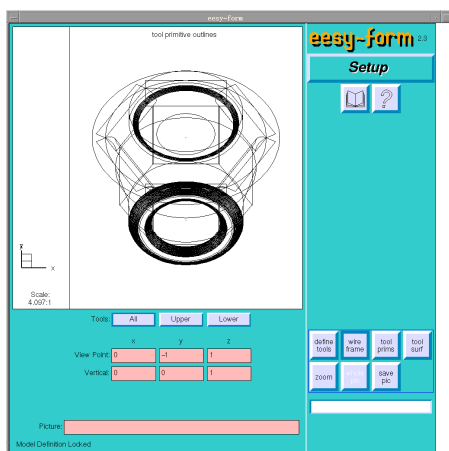 eesy-form
tool primitive outlines
eesy-form 2.3
Setup
?
x
Scale:
4.097:1
Tools: All Upper Lower
x y z
View Point: 0 -1 1
Vertical: 0 0 1
define tools
wire frame
tool prims
tool surf
zoom
save pic
Picture:
Model Definition Locked